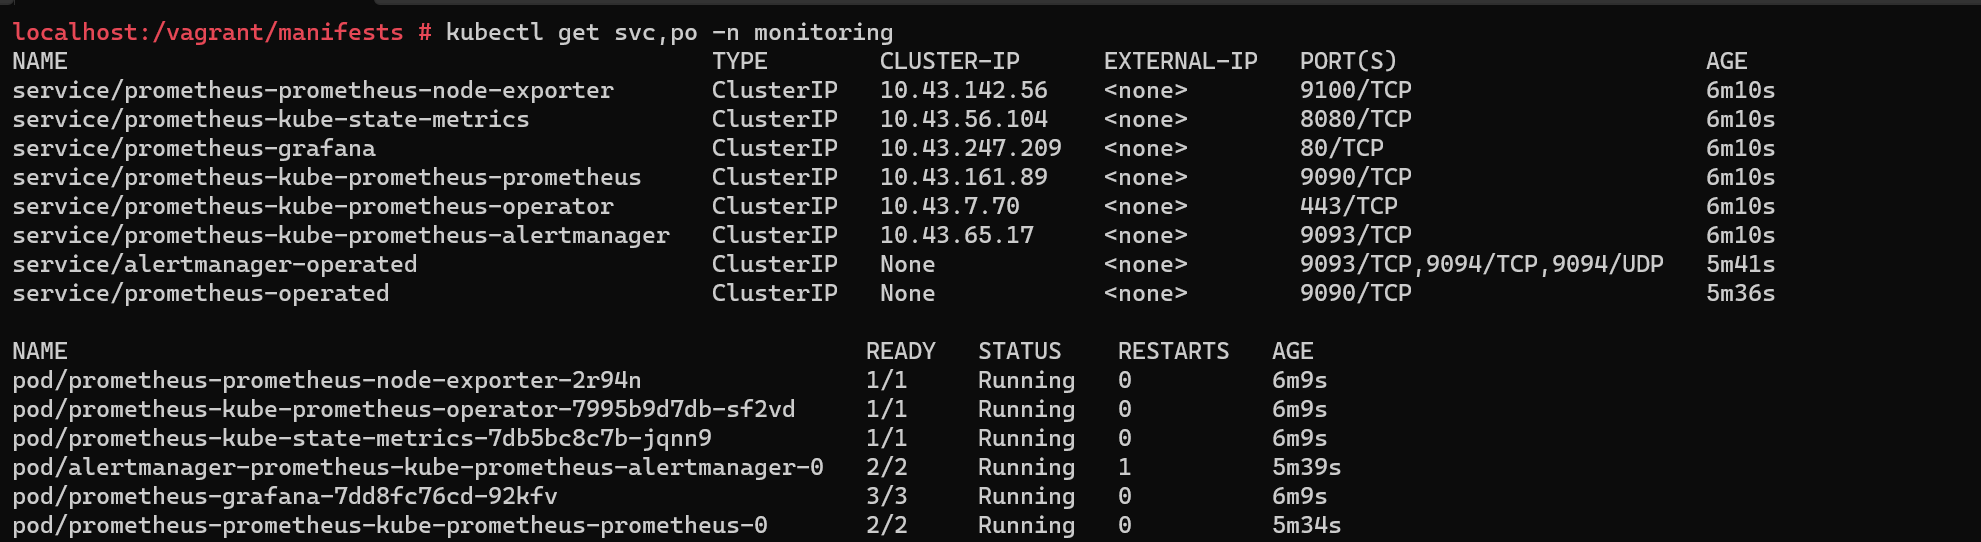 localhost:/vagrant/manifests # kubectl get svc,po -n monitoring
NAME TYPE CLUSTER-IP EXTERNAL-IP PORT(S) AGE
service/prometheus-prometheus-node-exporter ClusterIP 10.43.142.56 <none> 9100/TCP 6m10s
service/prometheus-kube-state-metrics ClusterIP 10.43.56.104 <none> 8080/TCP 6m10s
service/prometheus-grafana ClusterIP 10.43.247.209 <none> 80/TCP 6m10s
service/prometheus-kube-prometheus-prometheus ClusterIP 10.43.161.89 <none> 9090/TCP 6m10s
service/prometheus-kube-prometheus-operator ClusterIP 10.43.7.70 <none> 443/TCP 6m10s
service/prometheus-kube-prometheus-alertmanager ClusterIP 10.43.65.17 <none> 9093/TCP 6m10s
service/alertmanager-operated ClusterIP None <none> 9093/TCP,9094/TCP,9094/UDP 5m41s
service/prometheus-operated ClusterIP None <none> 9090/TCP 5m36s
NAME READY STATUS RESTARTS AGE
pod/prometheus-prometheus-node-exporter-2r94n 1/1 Running 0 6m9s
pod/prometheus-kube-prometheus-operator-7995b9d7db-sf2vd 1/1 Running 0 6m9s
pod/prometheus-kube-state-metrics-7db5bc8c7b-jqnn9 1/1 Running 0 6m9s
pod/alertmanager-prometheus-kube-prometheus-alertmanager-0 2/2 Running 1 5m39s
pod/prometheus-grafana-7dd8fc76cd-92kfv 3/3 Running 0 6m9s
pod/prometheus-prometheus-kube-prometheus-prometheus-0 2/2 Running 0 5m34s